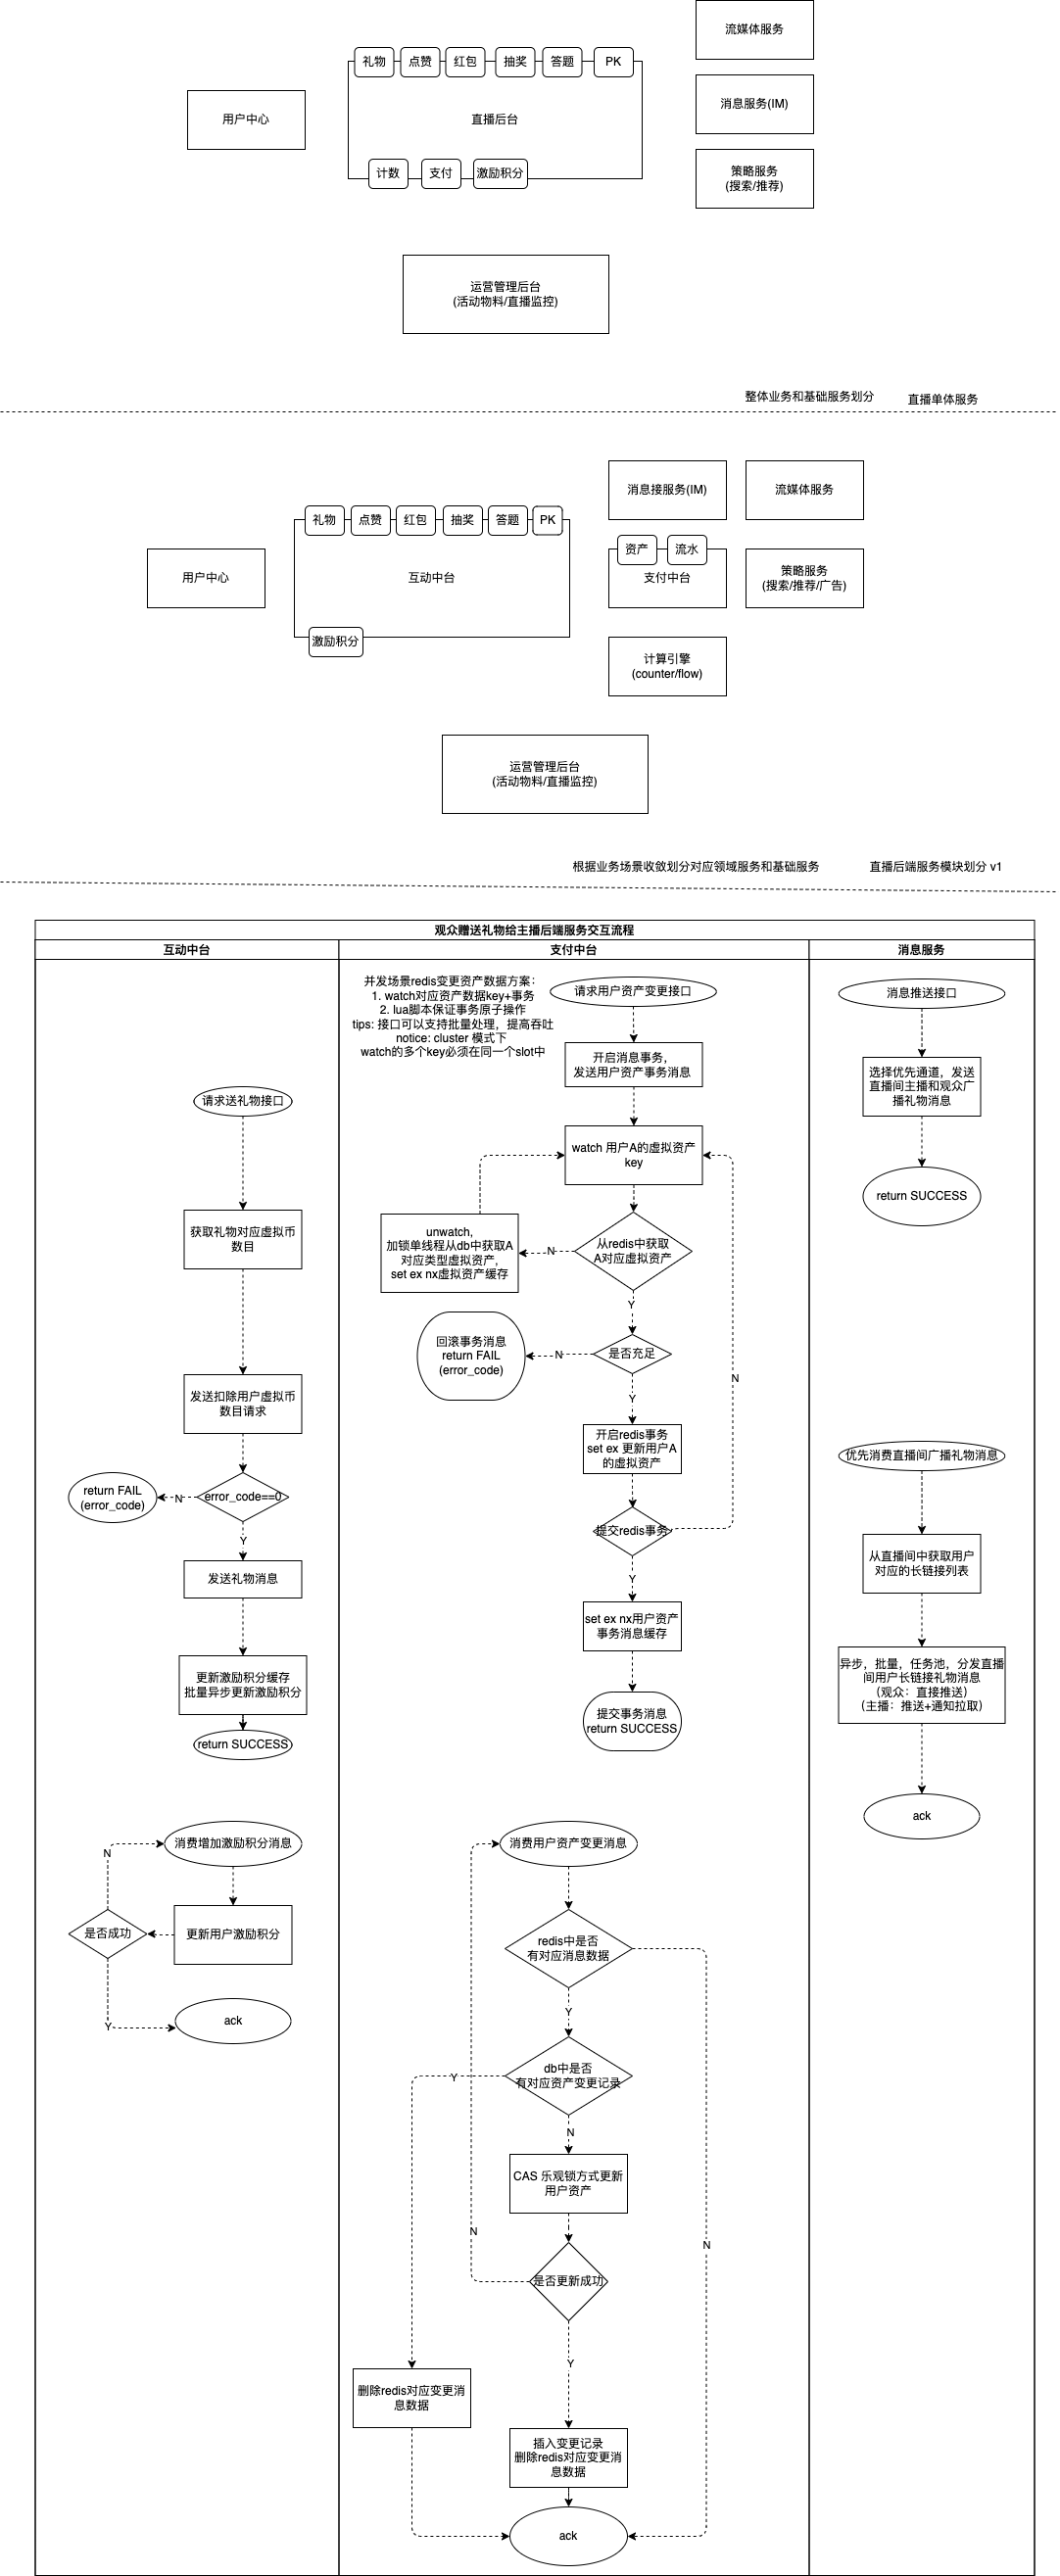 流媒体服务
礼物
点赞
红包
抽奖
答题
PK
消息服务(IM)
用户中心
直播后台
计数
支付
激励积分
策略服务
(搜索/推荐)
运营管理后台
(活动物料/直播监控)
整体业务和基础服务划分
直播单体服务
消息接服务(IM)
流媒体服务
礼物
点赞
红包
抽奖
答题
PK
资产
流水
用户中心
互动中台
支付中台
策略服务
(搜索/推荐/广告)
激励积分
计算引擎
(counter/flow)
运营管理后台
(活动物料/直播监控)
根据业务场景收敛划分对应领域服务和基础服务
直播后端服务模块划分 v1
观众赠送礼物给主播后端服务交互流程
互动中台
支付中台
消息服务
请求送礼物接口
获取礼物对应虚拟币
数目
发送扣除用户虚拟币
数目请求
error_code==0
N
return FAIL
(error_code)
Y
发送礼物消息
更新激励积分缓存
批量异步更新激励积分
return SUCCESS
消费增加激励积分消息
N
是否成功
更新用户激励积分
Y
ack
并发场景redis变更资产数据方案：
1. watch对应资产数据key+事务
2. lua脚本保证事务原子操作
tips: 接口可以支持批量处理，提高吞吐
notice: cluster 模式下
watch的多个key必须在同一个slot中
请求用户资产变更接口
开启消息事务，
发送用户资产事务消息
watch 用户A的虚拟资产
key
unwatch,
加锁单线程从db中获取A
对应类型虚拟资产，
set ex nx虚拟资产缓存
N
从redis中获取
A对应虚拟资产
Y
回滚事务消息
return FAIL
(error_code)
N
是否充足
N
Y
开启redis事务
set ex 更新用户A
的虚拟资产
提交redis事务
Y
set ex nx用户资产
事务消息缓存
提交事务消息
return SUCCESS
消费用户资产变更消息
redis中是否
有对应消息数据
Y
db中是否
有对应资产变更记录
Y
N
CAS 乐观锁方式更新
用户资产
N
N
是否更新成功
Y
删除redis对应变更消
息数据
插入变更记录
删除redis对应变更消
息数据
ack
消息推送接口
选择优先通道，发送
直播间主播和观众广
播礼物消息
return SUCCESS
优先消费直播间广播礼物消息
从直播间中获取用户
对应的长链接列表
异步，批量，任务池，分发直播
间用户长链接礼物消息
（观众：直接推送）
（主播：推送+通知拉取）
ack